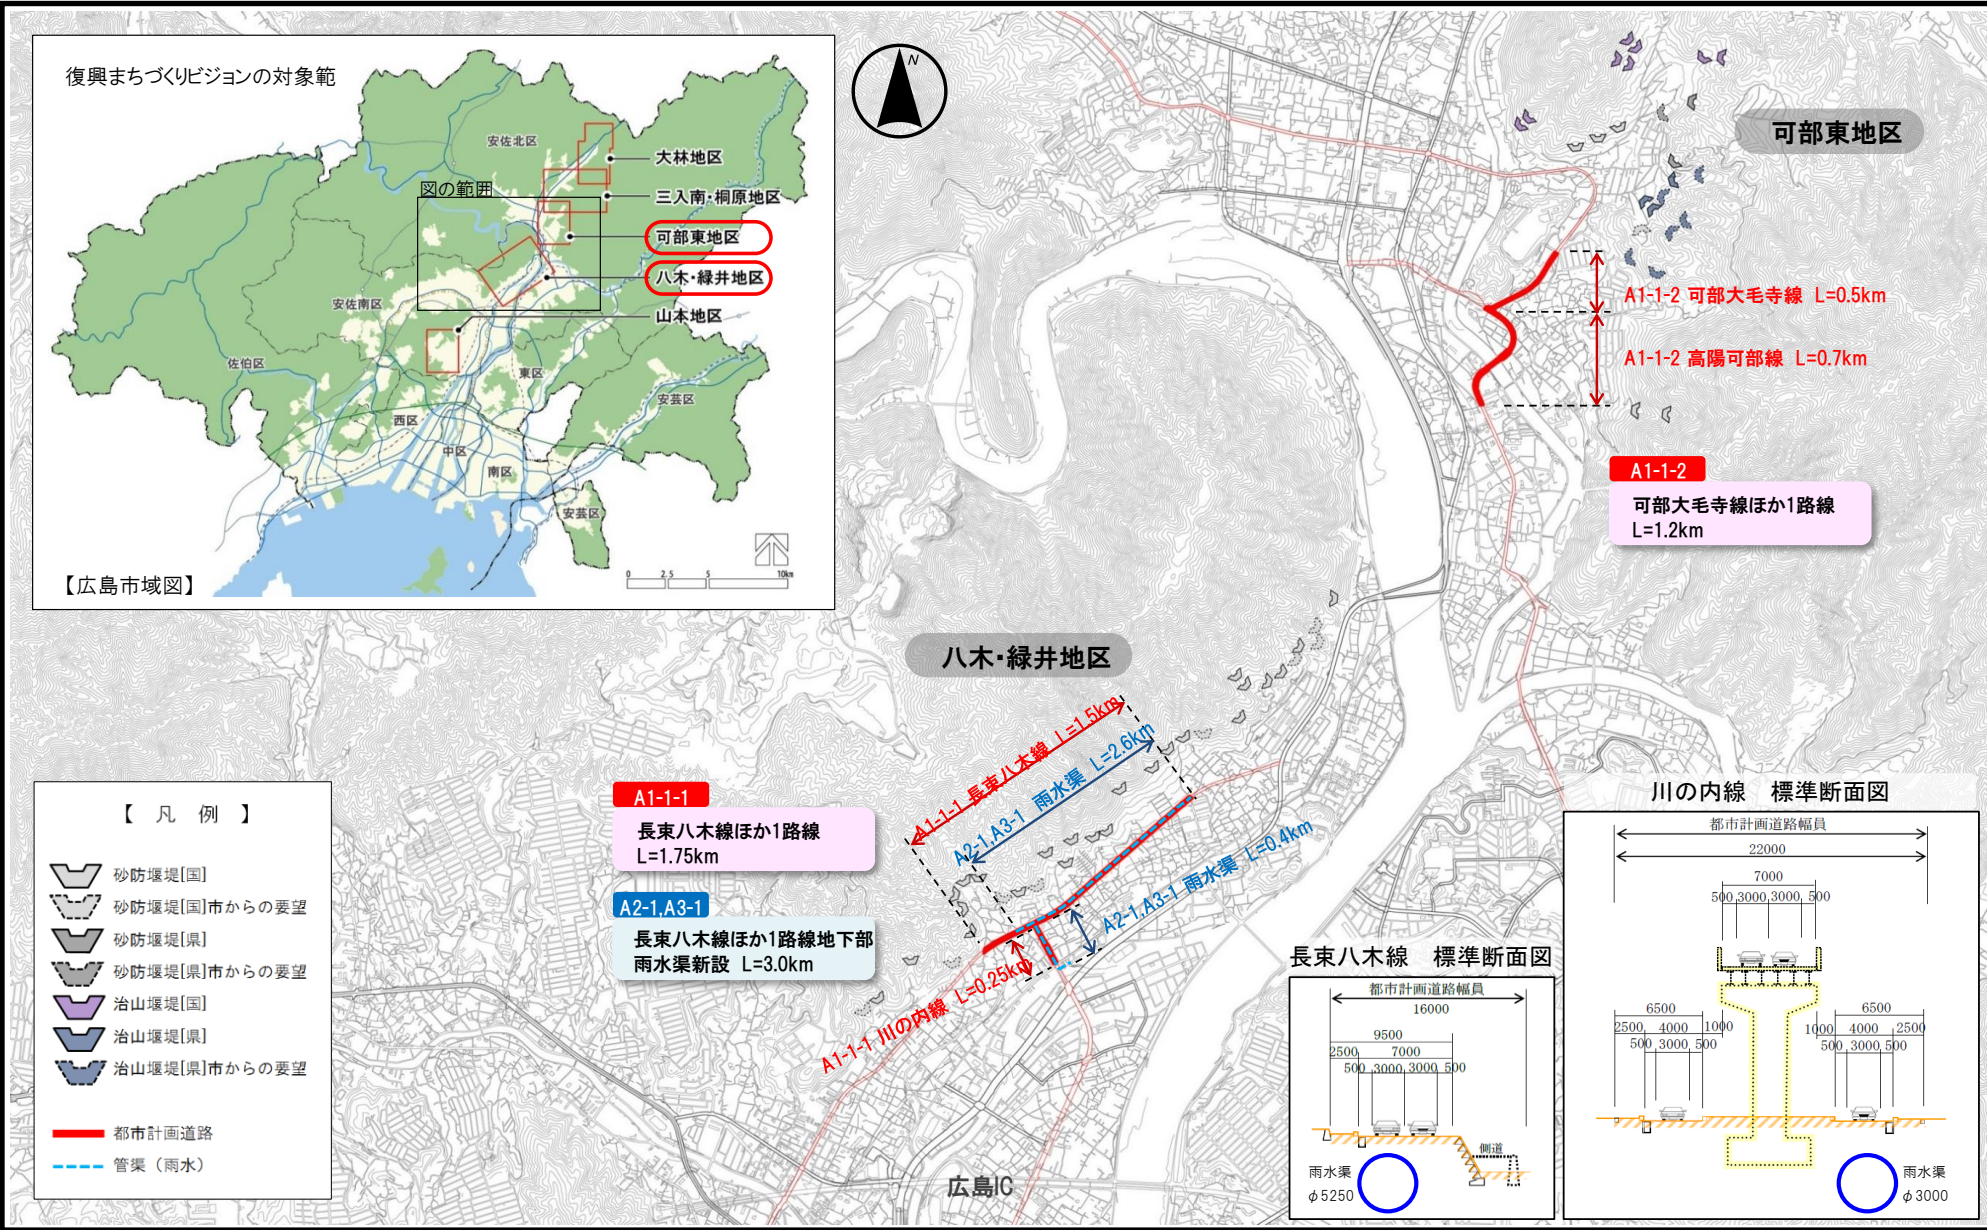 復興まちづくりビジョンの対象範
安佐北区
大林地区
図の範囲
三入南・桐原地区
可部東地区
八木・緑井地区
安佐南区
山本地区
佐伯区
東区
安芸区
西区
中区
南区
安芸区
0 2.5 5 10km
【広島市域図】
N
可部東地区
A1-1-2 可部大毛寺線 L=0.5km
A1-1-2 高陽可部線 L=0.7km
A1-1-2
可部大毛寺線ほか1路線
L=1.2km
八木・緑井地区
A1-1-1 長束八木線 L=1.5km
A2-1,A3-1 雨水渠 L=2.6km
A2-1,A3-1 雨水渠 L=0.4km
A1-1-1 川の内線 L=0.25km
A1-1-1
長束八木線ほか1路線
L=1.75km
A2-1,A3-1
長束八木線ほか1路線地下部
雨水渠新設 L=3.0km
【 凡 例 】
砂防堰堤[国]
砂防堰堤[国]市からの要望
砂防堰堤[県]
砂防堰堤[県]市からの要望
治山堰堤[国]
治山堰堤[県]
治山堰堤[県]市からの要望
都市計画道路
管渠（雨水）
広島IC
長束八木線 標準断面図
都市計画道路幅員
16000
9500
2500 7000
500 3000 3000 500
側道
雨水渠
φ5250
川の内線 標準断面図
都市計画道路幅員
22000
7000
500 3000 3000 500
6500 6500
2500 4000 1000 1000 4000 2500
500 3000 500 500 3000 500
雨水渠
φ3000